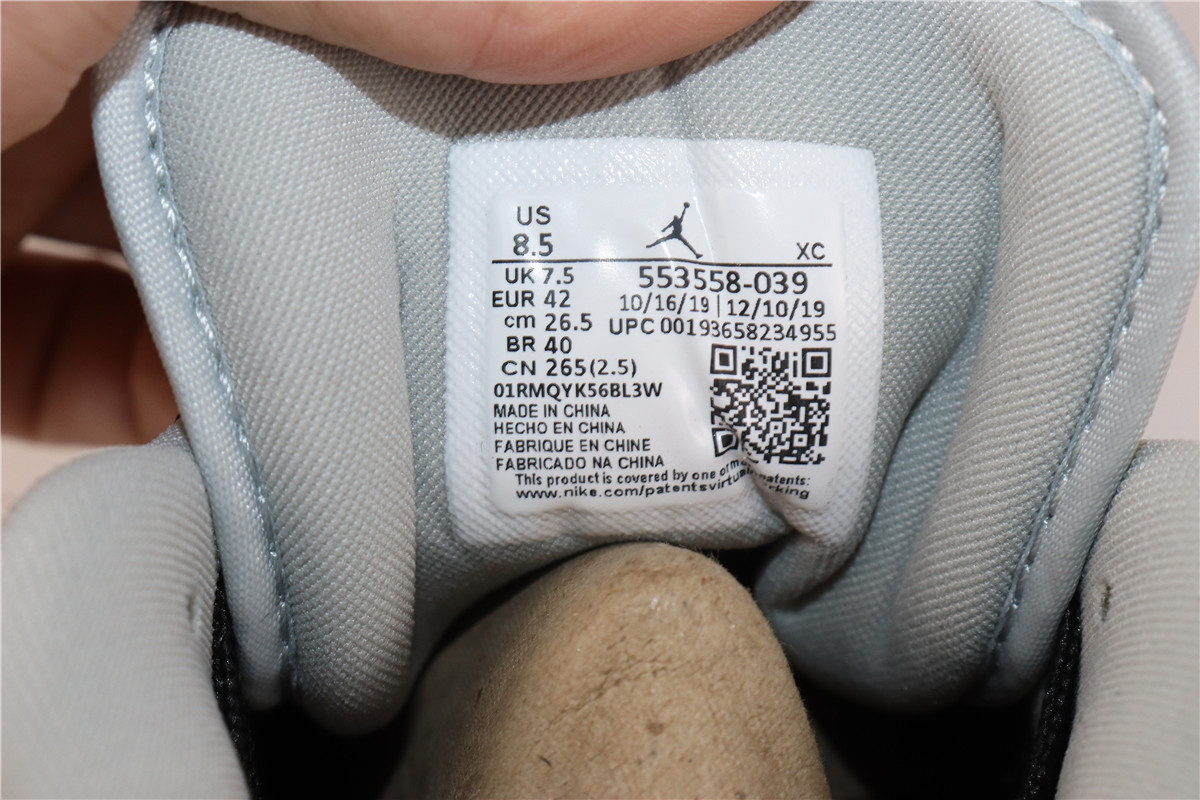 US
8.5
XC
UK 7.5
553558-039
EUR 42
10/16/19 | 12/10/19
cm 26.5
UPC 00193658234955
BR 40
CN 265(2.5)
01RMQYK56BL3W
MADE IN CHINA
HECHO EN CHINA
FABRIQUE EN CHINE
FABRICADO NA CHINA
This product is covered by one or more patents:
www.nike.com/patentsvirtual